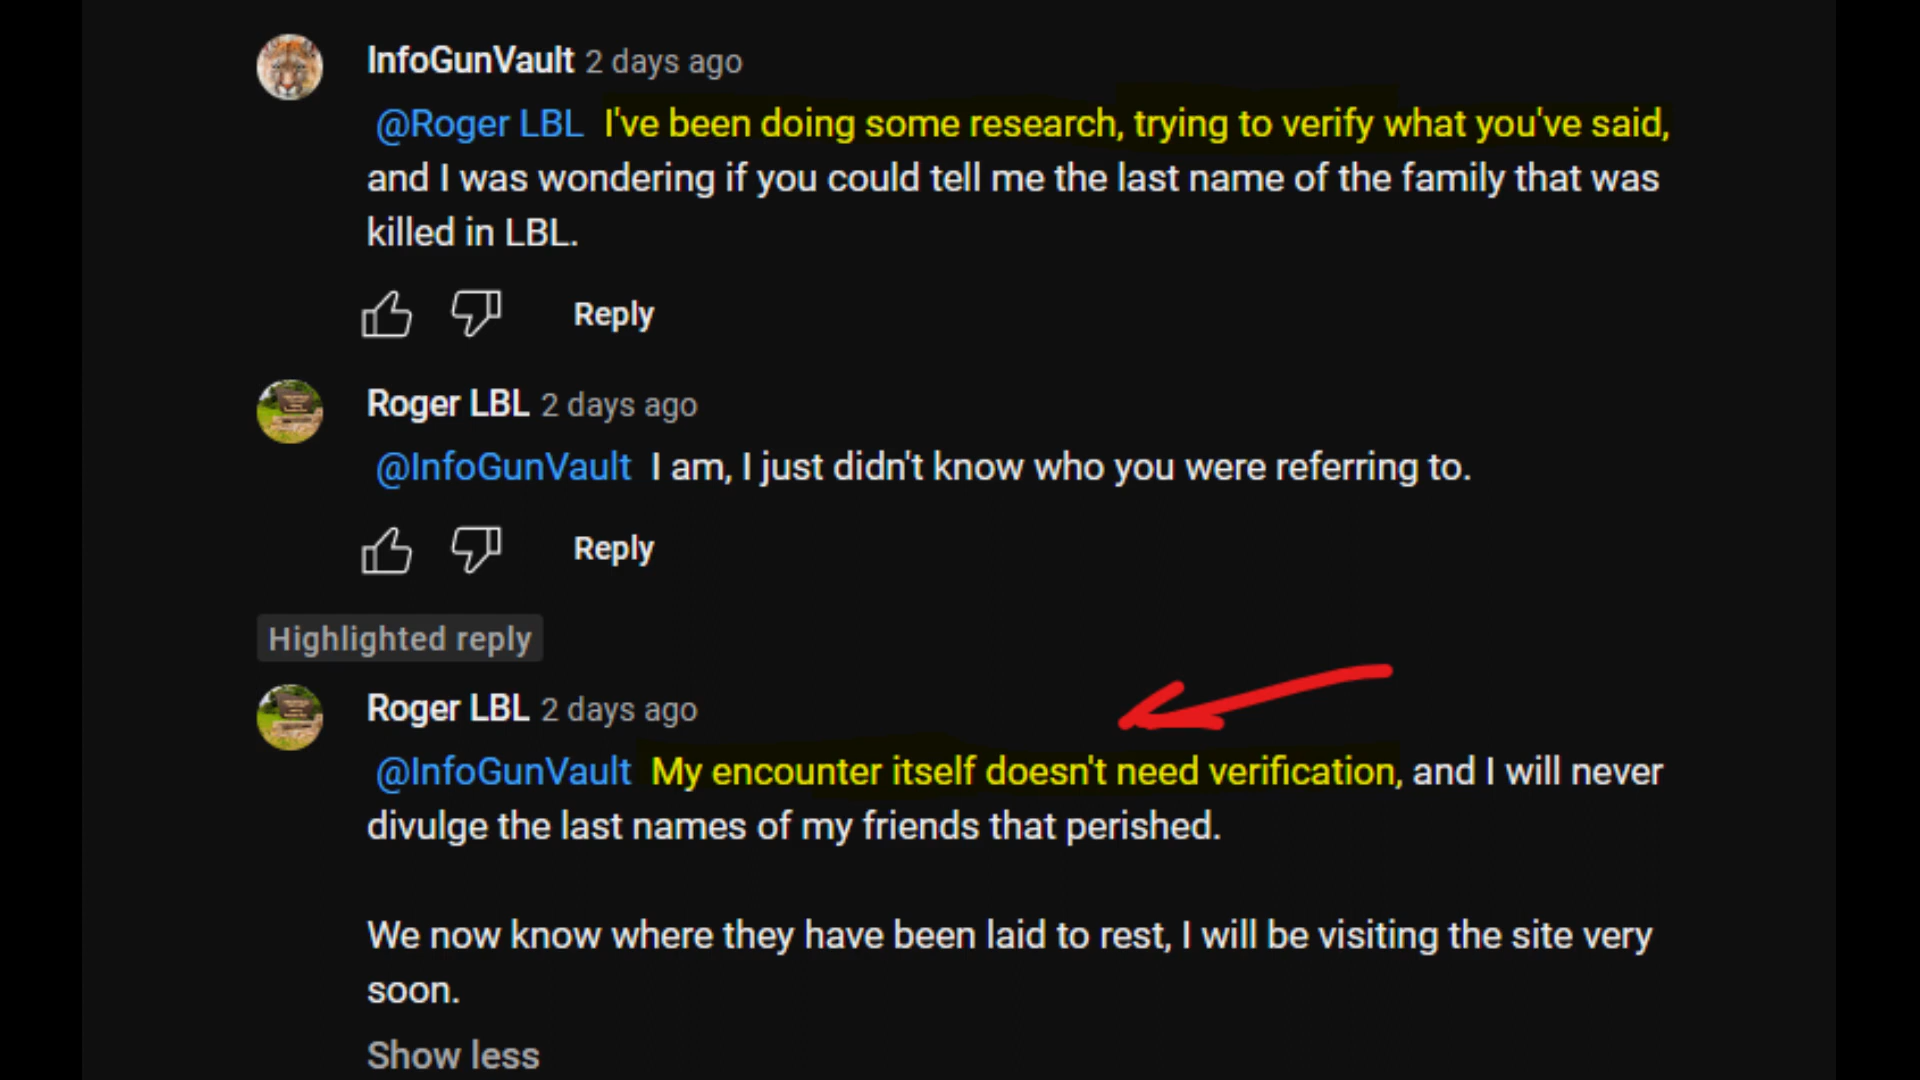 InfoGunVault 2 days ago
@Roger LBL I've been doing some research, trying to verify what you've said,
and I was wondering if you could tell me the last name of the family that was
killed in LBL.
Reply
Roger LBL 2 days ago
@InfoGunVault I am, I just didn't know who you were referring to.
Reply
Highlighted reply
Roger LBL 2 days ago
@InfoGunVault My encounter itself doesn't need verification, and I will never
divulge the last names of my friends that perished.
We now know where they have been laid to rest, I will be visiting the site very
soon.
Show less